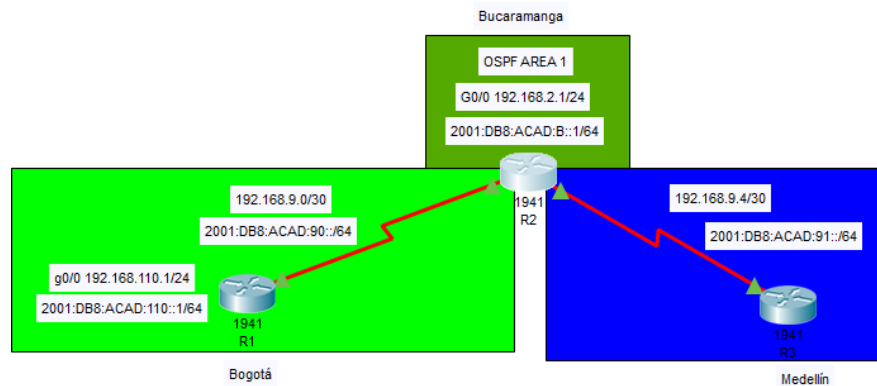 Bucaramanga
OSPF AREA 1
G0/0 192.168.2.1/24
2001:DB8:ACAD:B::1/64
1941
R2
192.168.9.0/30
2001:DB8:ACAD:90::/64
g0/0 192.168.110.1/24
2001:DB8:ACAD:110::1/64
1941
R1
Bogotá
192.168.9.4/30
2001:DB8:ACAD:91::/64
1941
R3
Medellín